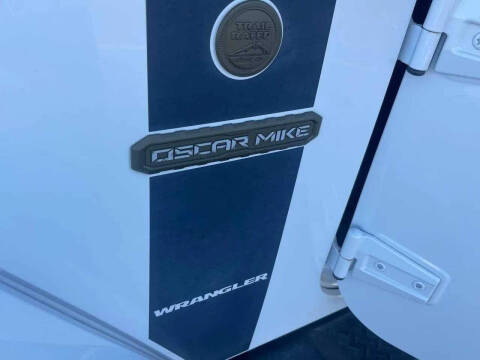 TRAIL
RATED
OSCAR MIKE
WRANGLER